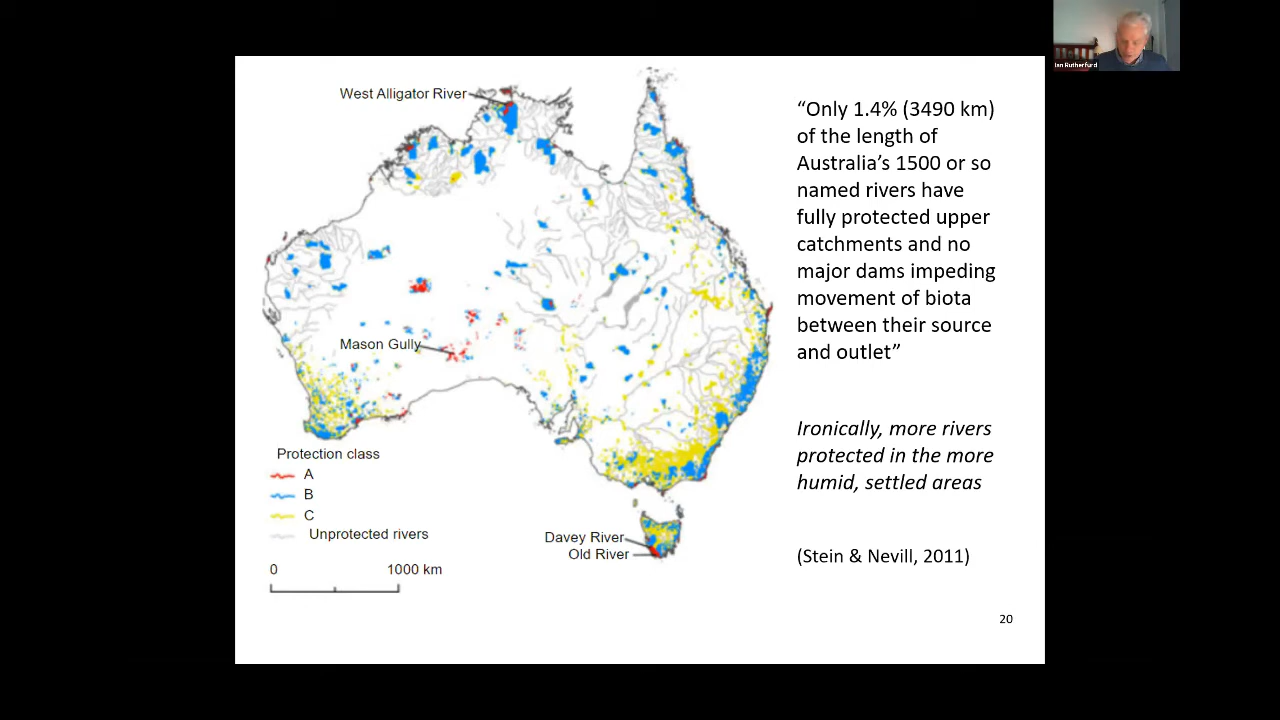 Ian Rutherfurd
West Alligator River
Mason Gully
Protection class
A
B
C
Unprotected rivers
0 1000 km
Davey River
Old River
“Only 1.4% (3490 km)
of the length of
Australia’s 1500 or so
named rivers have
fully protected upper
catchments and no
major dams impeding
movement of biota
between their source
and outlet”
Ironically, more rivers
protected in the more
humid, settled areas
(Stein & Nevill, 2011)
20